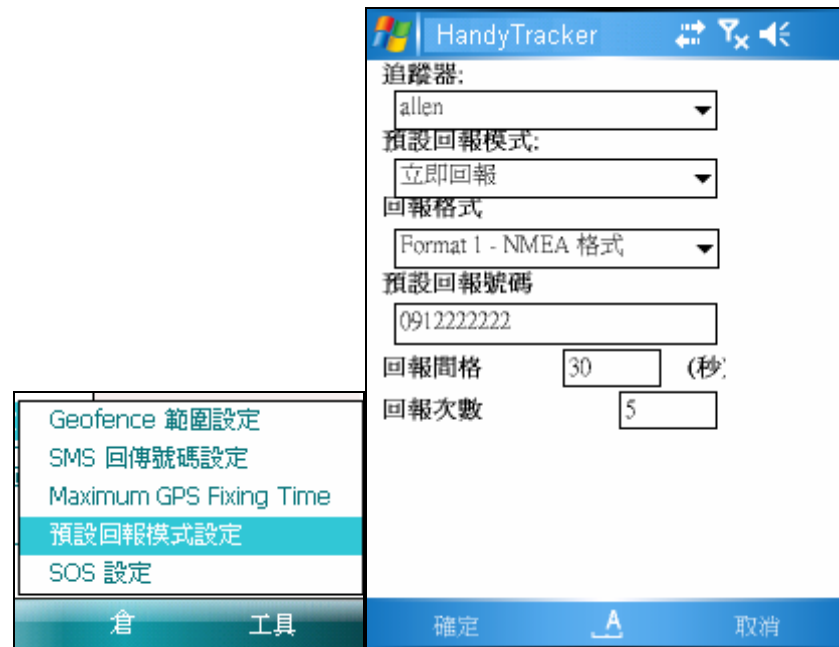 Geofence 範圍設定
SMS 回傳號碼設定
Maximum GPS Fixing Time
預設回報模式設定
SOS 設定
倉 工具
HandyTracker
追蹤器:
allen
預設回報模式:
立即回報
回報格式
Format 1 - NMEA 格式
預設回報號碼
0912222222
回報間格 30 (秒)
回報次數 5
確定 A 取消